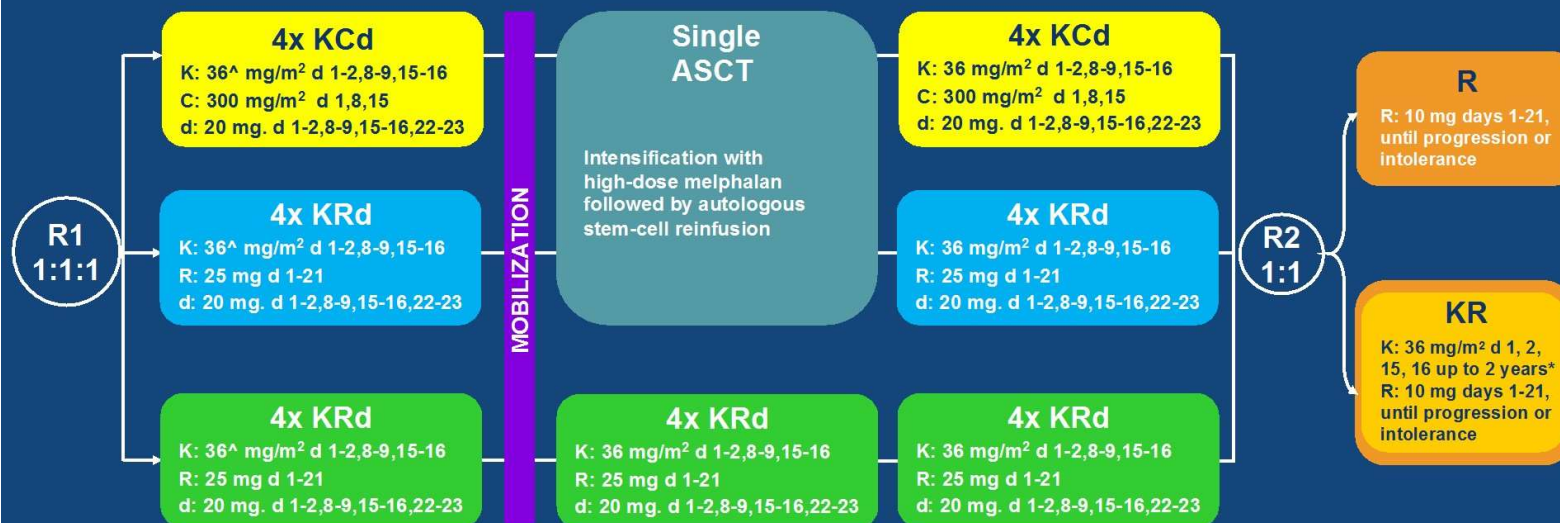 R1
1:1:1
4x KCd
K: 36^ mg/m² d 1-2,8-9,15-16
C: 300 mg/m² d 1,8,15
d: 20 mg. d 1-2,8-9,15-16,22-23
4x KRd
K: 36^ mg/m² d 1-2,8-9,15-16
R: 25 mg d 1-21
d: 20 mg. d 1-2,8-9,15-16,22-23
4x KRd
K: 36^ mg/m² d 1-2,8-9,15-16
R: 25 mg d 1-21
d: 20 mg. d 1-2,8-9,15-16,22-23
MOBILIZATION
Single
ASCT
Intensification with
high-dose melphalan
followed by autologous
stem-cell reinfusion
4x KRd
K: 36 mg/m² d 1-2,8-9,15-16
R: 25 mg d 1-21
d: 20 mg. d 1-2,8-9,15-16,22-23
4x KCd
K: 36 mg/m² d 1-2,8-9,15-16
C: 300 mg/m² d 1,8,15
d: 20 mg. d 1-2,8-9,15-16,22-23
4x KRd
K: 36 mg/m² d 1-2,8-9,15-16
R: 25 mg d 1-21
d: 20 mg. d 1-2,8-9,15-16,22-23
4x KRd
K: 36 mg/m² d 1-2,8-9,15-16
R: 25 mg d 1-21
d: 20 mg. d 1-2,8-9,15-16,22-23
R2
1:1
R
R: 10 mg days 1-21,
until progression or
intolerance
KR
K: 36 mg/m² d 1, 2,
15, 16 up to 2 years*
R: 10 mg days 1-21,
until progression or
intolerance